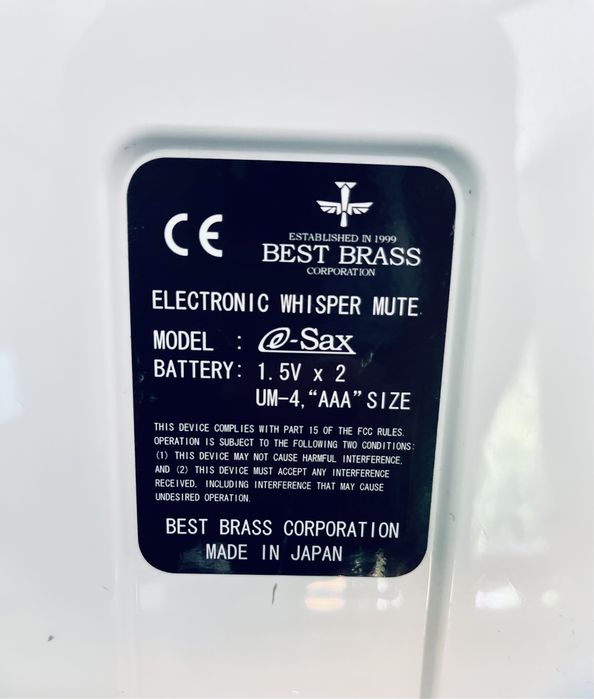 CE
ESTABLISHED IN 1999
BEST BRASS
CORPORATION
ELECTRONIC WHISPER MUTE
MODEL : e-Sax
BATTERY: 1.5V x 2
UM-4, “AAA” SIZE
THIS DEVICE COMPLIES WITH PART 15 OF THE FCC RULES.
OPERATION IS SUBJECT TO THE FOLLOWING TWO CONDITIONS:
(1) THIS DEVICE MAY NOT CAUSE HARMFUL INTERFERENCE,
AND (2) THIS DEVICE MUST ACCEPT ANY INTERFERENCE
RECEIVED, INCLUDING INTERFERENCE THAT MAY CAUSE
UNDESIRED OPERATION.
BEST BRASS CORPORATION
MADE IN JAPAN